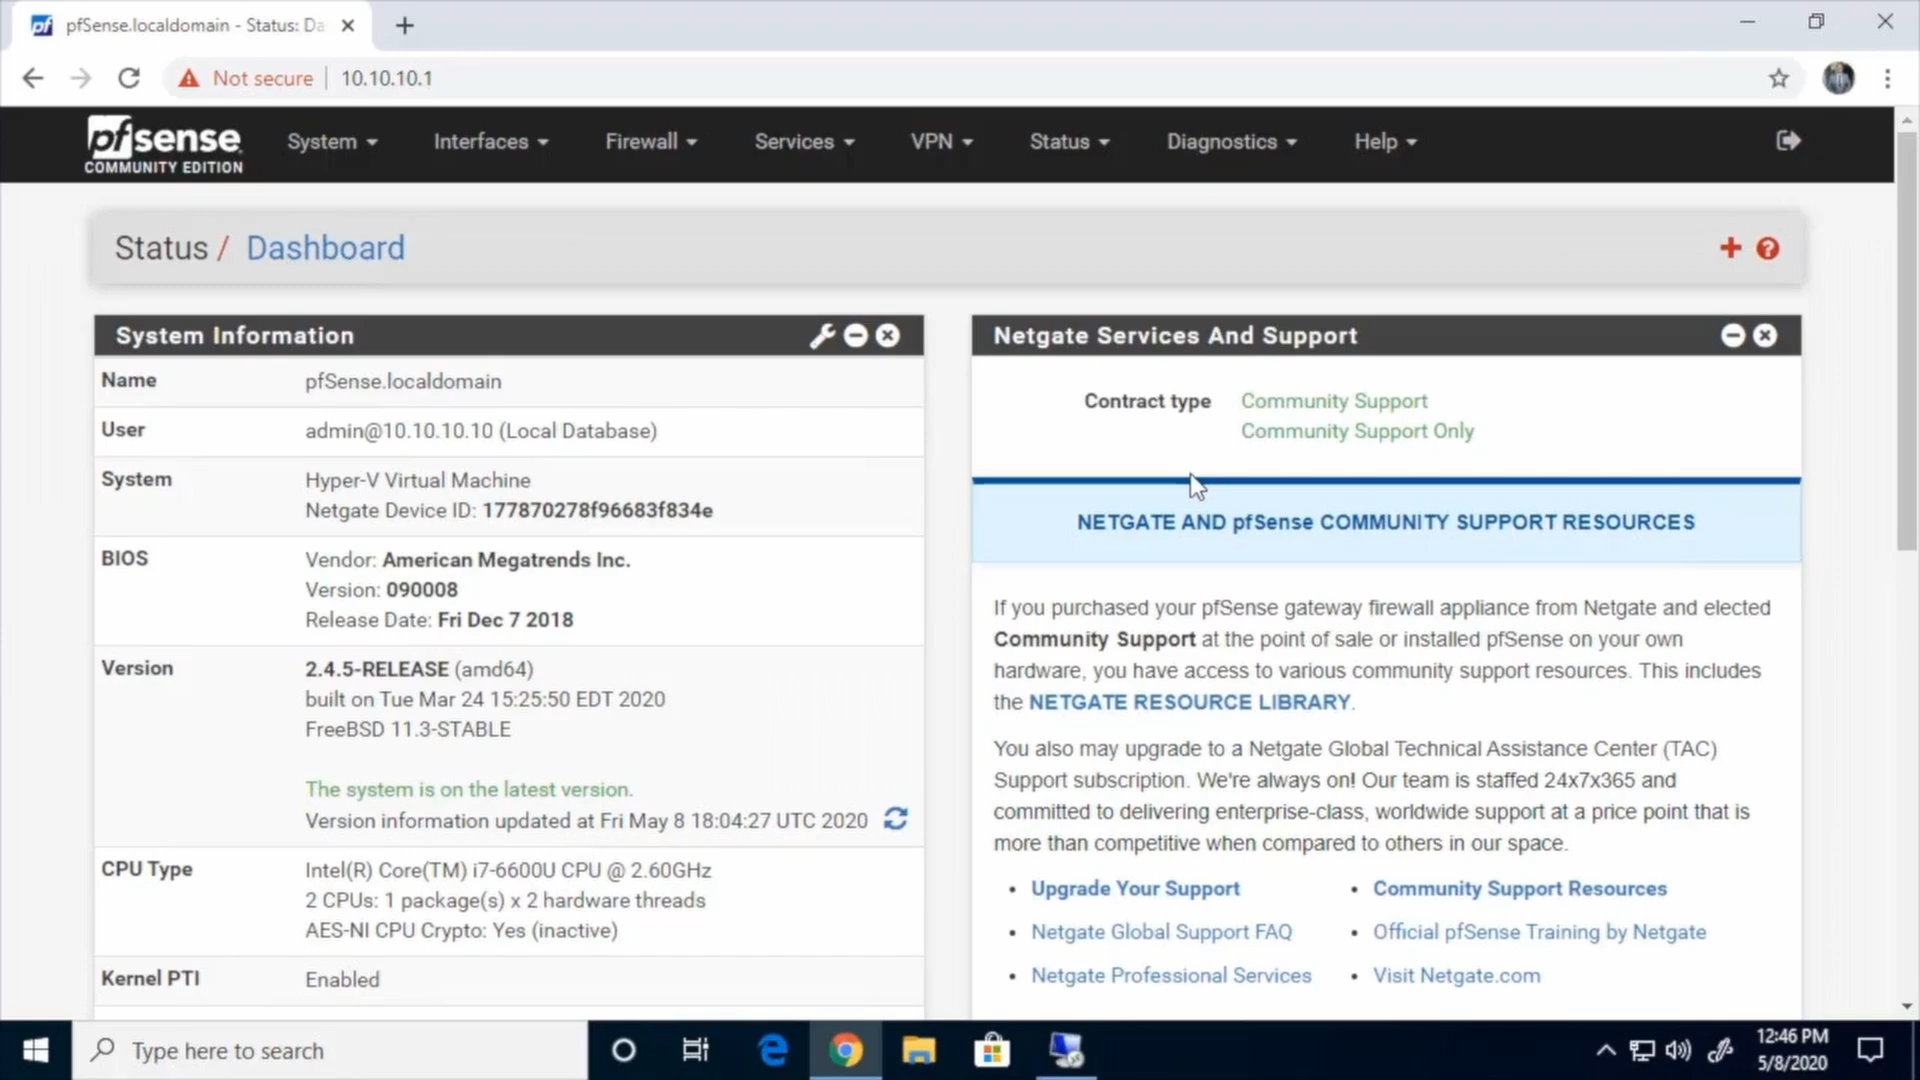 pfSense.localdomain - Status: Da
Not secure
10.10.10.1
pfsense
COMMUNITY EDITION
System
Interfaces
Firewall
Services
VPN
Status
Diagnostics
Help
Status / Dashboard
System Information
Name
pfSense.localdomain
User
admin@10.10.10.10 (Local Database)
System
Hyper-V Virtual Machine
Netgate Device ID: 177870278f96683f834e
BIOS
Vendor: American Megatrends Inc.
Version: 090008
Release Date: Fri Dec 7 2018
Version
2.4.5-RELEASE (amd64)
built on Tue Mar 24 15:25:50 EDT 2020
FreeBSD 11.3-STABLE
The system is on the latest version.
Version information updated at Fri May 8 18:04:27 UTC 2020
CPU Type
Intel(R) Core(TM) i7-6600U CPU @ 2.60GHz
2 CPUs: 1 package(s) x 2 hardware threads
AES-NI CPU Crypto: Yes (inactive)
Kernel PTI
Enabled
Netgate Services And Support
Contract type
Community Support
Community Support Only
NETGATE AND pfSense COMMUNITY SUPPORT RESOURCES
If you purchased your pfSense gateway firewall appliance from Netgate and elected
Community Support at the point of sale or installed pfSense on your own
hardware, you have access to various community support resources. This includes
the NETGATE RESOURCE LIBRARY.
You also may upgrade to a Netgate Global Technical Assistance Center (TAC)
Support subscription. We're always on! Our team is staffed 24x7x365 and
committed to delivering enterprise-class, worldwide support at a price point that is
more than competitive when compared to others in our space.
• Upgrade Your Support
• Community Support Resources
• Netgate Global Support FAQ
• Official pfSense Training by Netgate
• Netgate Professional Services
• Visit Netgate.com
Type here to search
12:46 PM
5/8/2020